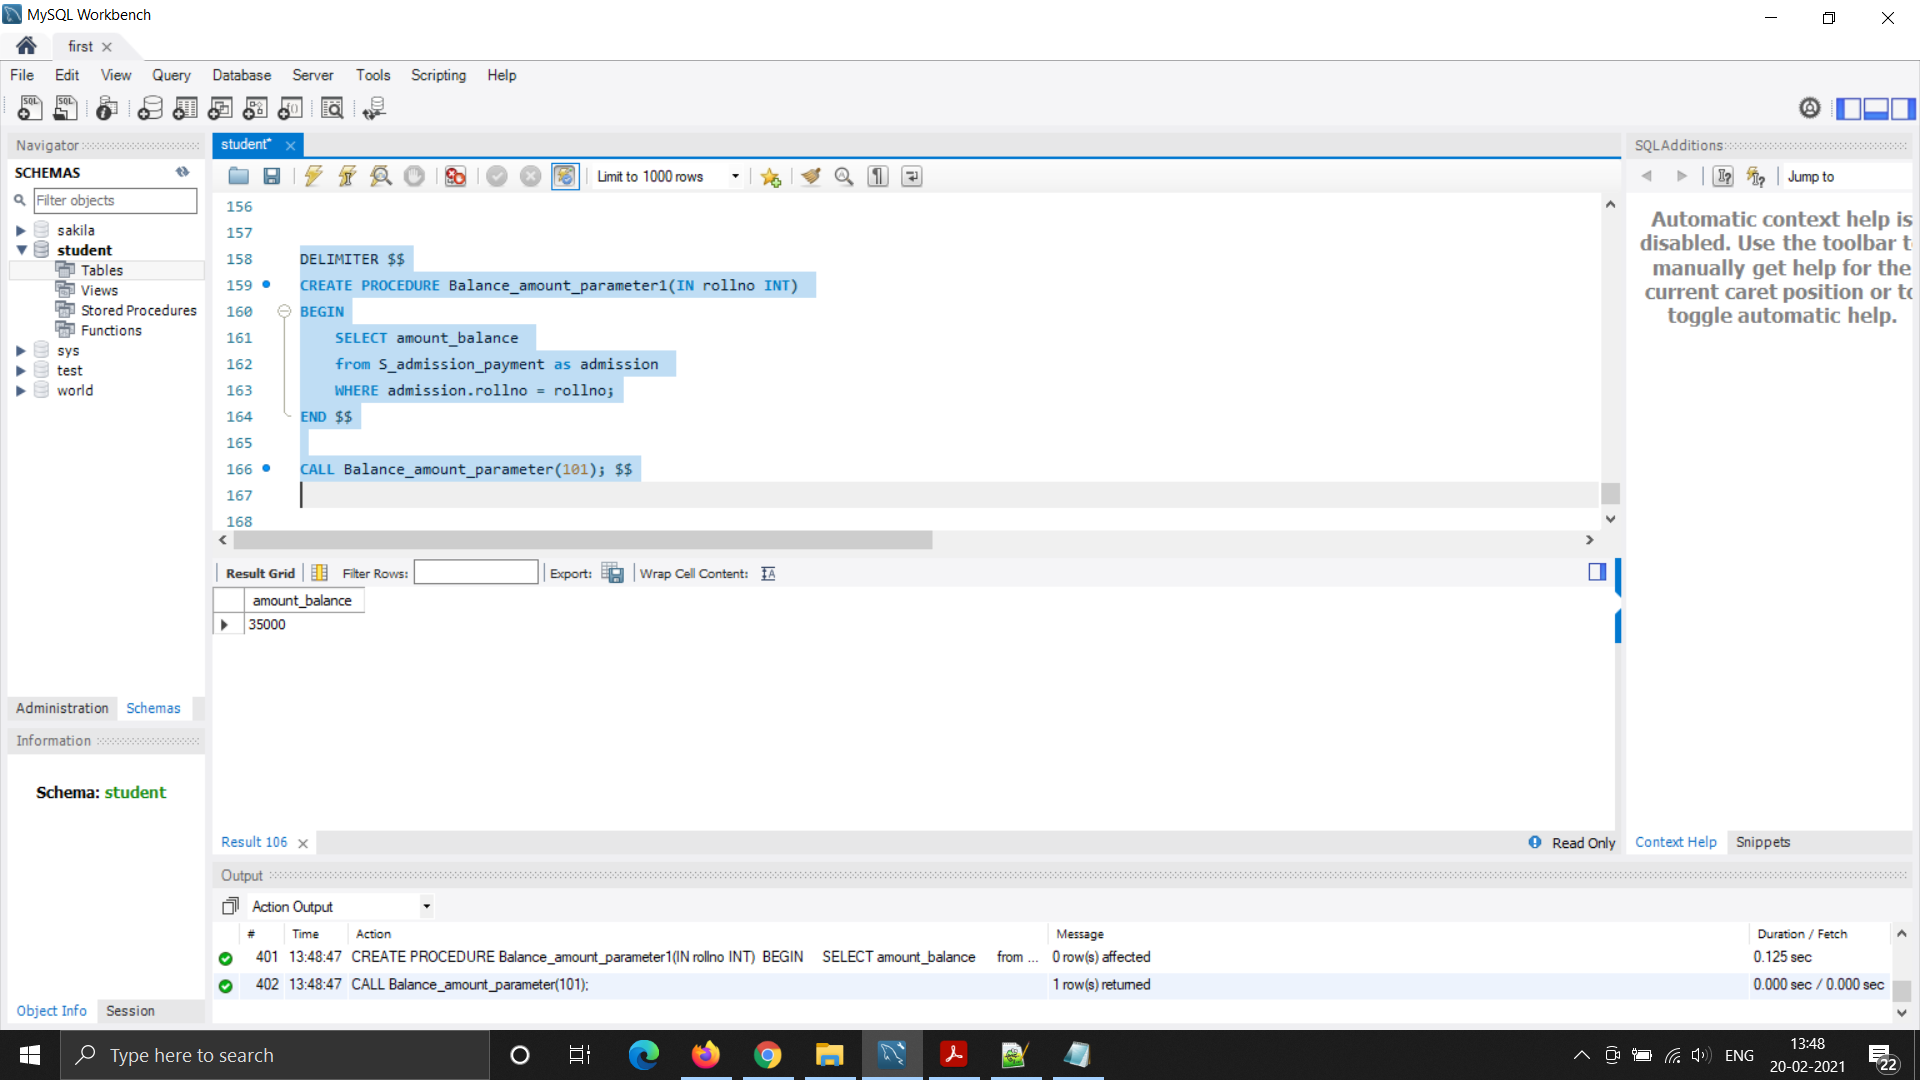 MySQL Workbench
first
File Edit View Query Database Server Tools Scripting Help
Navigator
SCHEMAS
Filter objects
sakila
student
Tables
Views
Stored Procedures
Functions
sys
test
world
Administration Schemas
Information
Schema: student
Object Info Session
student*
Limit to 1000 rows
156
157
158 DELIMITER $$
159 CREATE PROCEDURE Balance_amount_parameter1(IN rollno INT)
160 BEGIN
161 SELECT amount_balance
162 from S_admission_payment as admission
163 WHERE admission.rollno = rollno;
164 END $$
165
166 CALL Balance_amount_parameter(101); $$
167
168
Result Grid Filter Rows: Export: Wrap Cell Content:
amount_balance
35000
Result 106
Read Only
SQLAdditions
Jump to
Automatic context help is
disabled. Use the toolbar t
manually get help for the
current caret position or to
toggle automatic help.
Context Help Snippets
Output
Action Output
# Time Action Message Duration / Fetch
401 13:48:47 CREATE PROCEDURE Balance_amount_parameter1(IN rollno INT) BEGIN SELECT amount_balance from ... 0 row(s) affected 0.125 sec
402 13:48:47 CALL Balance_amount_parameter(101); 1 row(s) returned 0.000 sec / 0.000 sec
Type here to search
ENG
13:48
20-02-2021
22